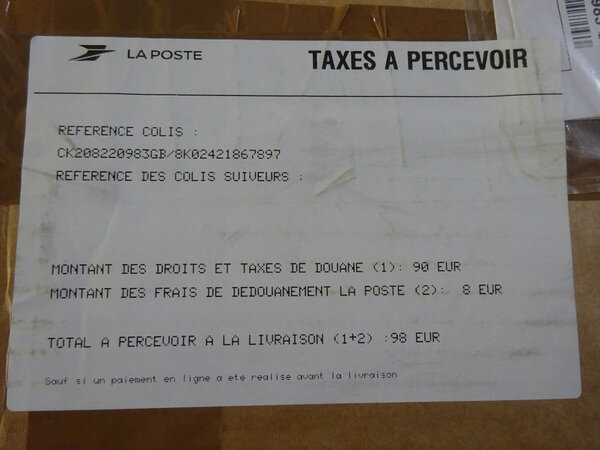 LA POSTE
TAXES A PERCEVOIR
REFERENCE COLIS :
CK208220983GB/8K02421867897
REFERENCE DES COLIS SUIVEURS :
MONTANT DES DROITS ET TAXES DE DOUANE (1): 90 EUR
MONTANT DES FRAIS DE DEDOUANEMENT LA POSTE (2): 8 EUR
TOTAL A PERCEVOIR A LA LIVRAISON (1+2) :98 EUR
Sauf si un paiement en ligne a ete realise avant la livraison